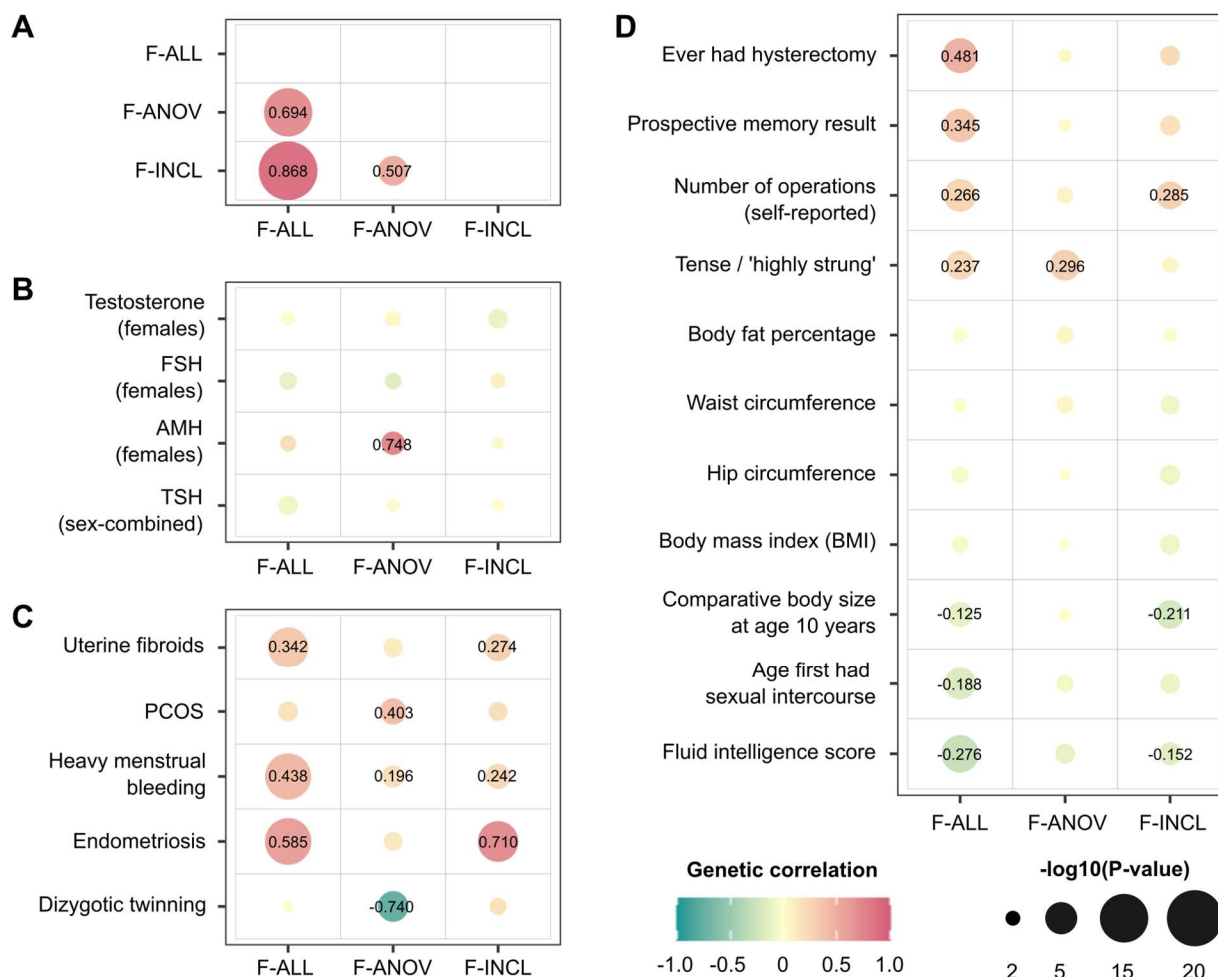 A
F-ALL
F-ANOV
0.694
F-INCL
0.868
0.507
F-ALL
F-ANOV
F-INCL
B
Testosterone
(females)
FSH
(females)
AMH
(females)
0.748
TSH
(sex-combined)
F-ALL
F-ANOV
F-INCL
C
Uterine fibroids
0.342
0.274
PCOS
0.403
Heavy menstrual
bleeding
0.438
0.196
0.242
Endometriosis
0.585
0.710
Dizygotic twinning
-0.740
F-ALL
F-ANOV
F-INCL
D
Ever had hysterectomy
0.481
Prospective memory result
0.345
Number of operations
(self-reported)
0.266
0.285
Tense / 'highly strung'
0.237
0.296
Body fat percentage
Waist circumference
Hip circumference
Body mass index (BMI)
Comparative body size
at age 10 years
-0.125
-0.211
Age first had
sexual intercourse
-0.188
Fluid intelligence score
-0.276
-0.152
F-ALL
F-ANOV
F-INCL
Genetic correlation
-1.0
-0.5
0
0.5
1.0
-log10(P-value)
2
5
15
20